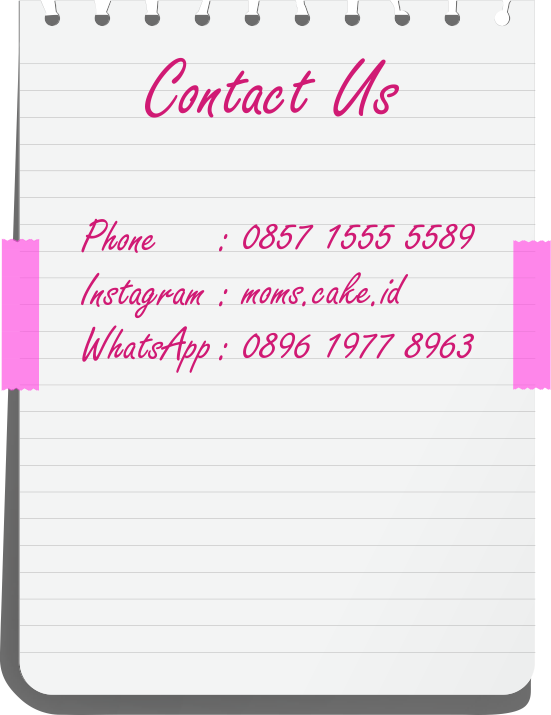 Contact Us
Phone : 0857 1555 5589
Instagram : moms.cake.id
WhatsApp : 0896 1977 8963